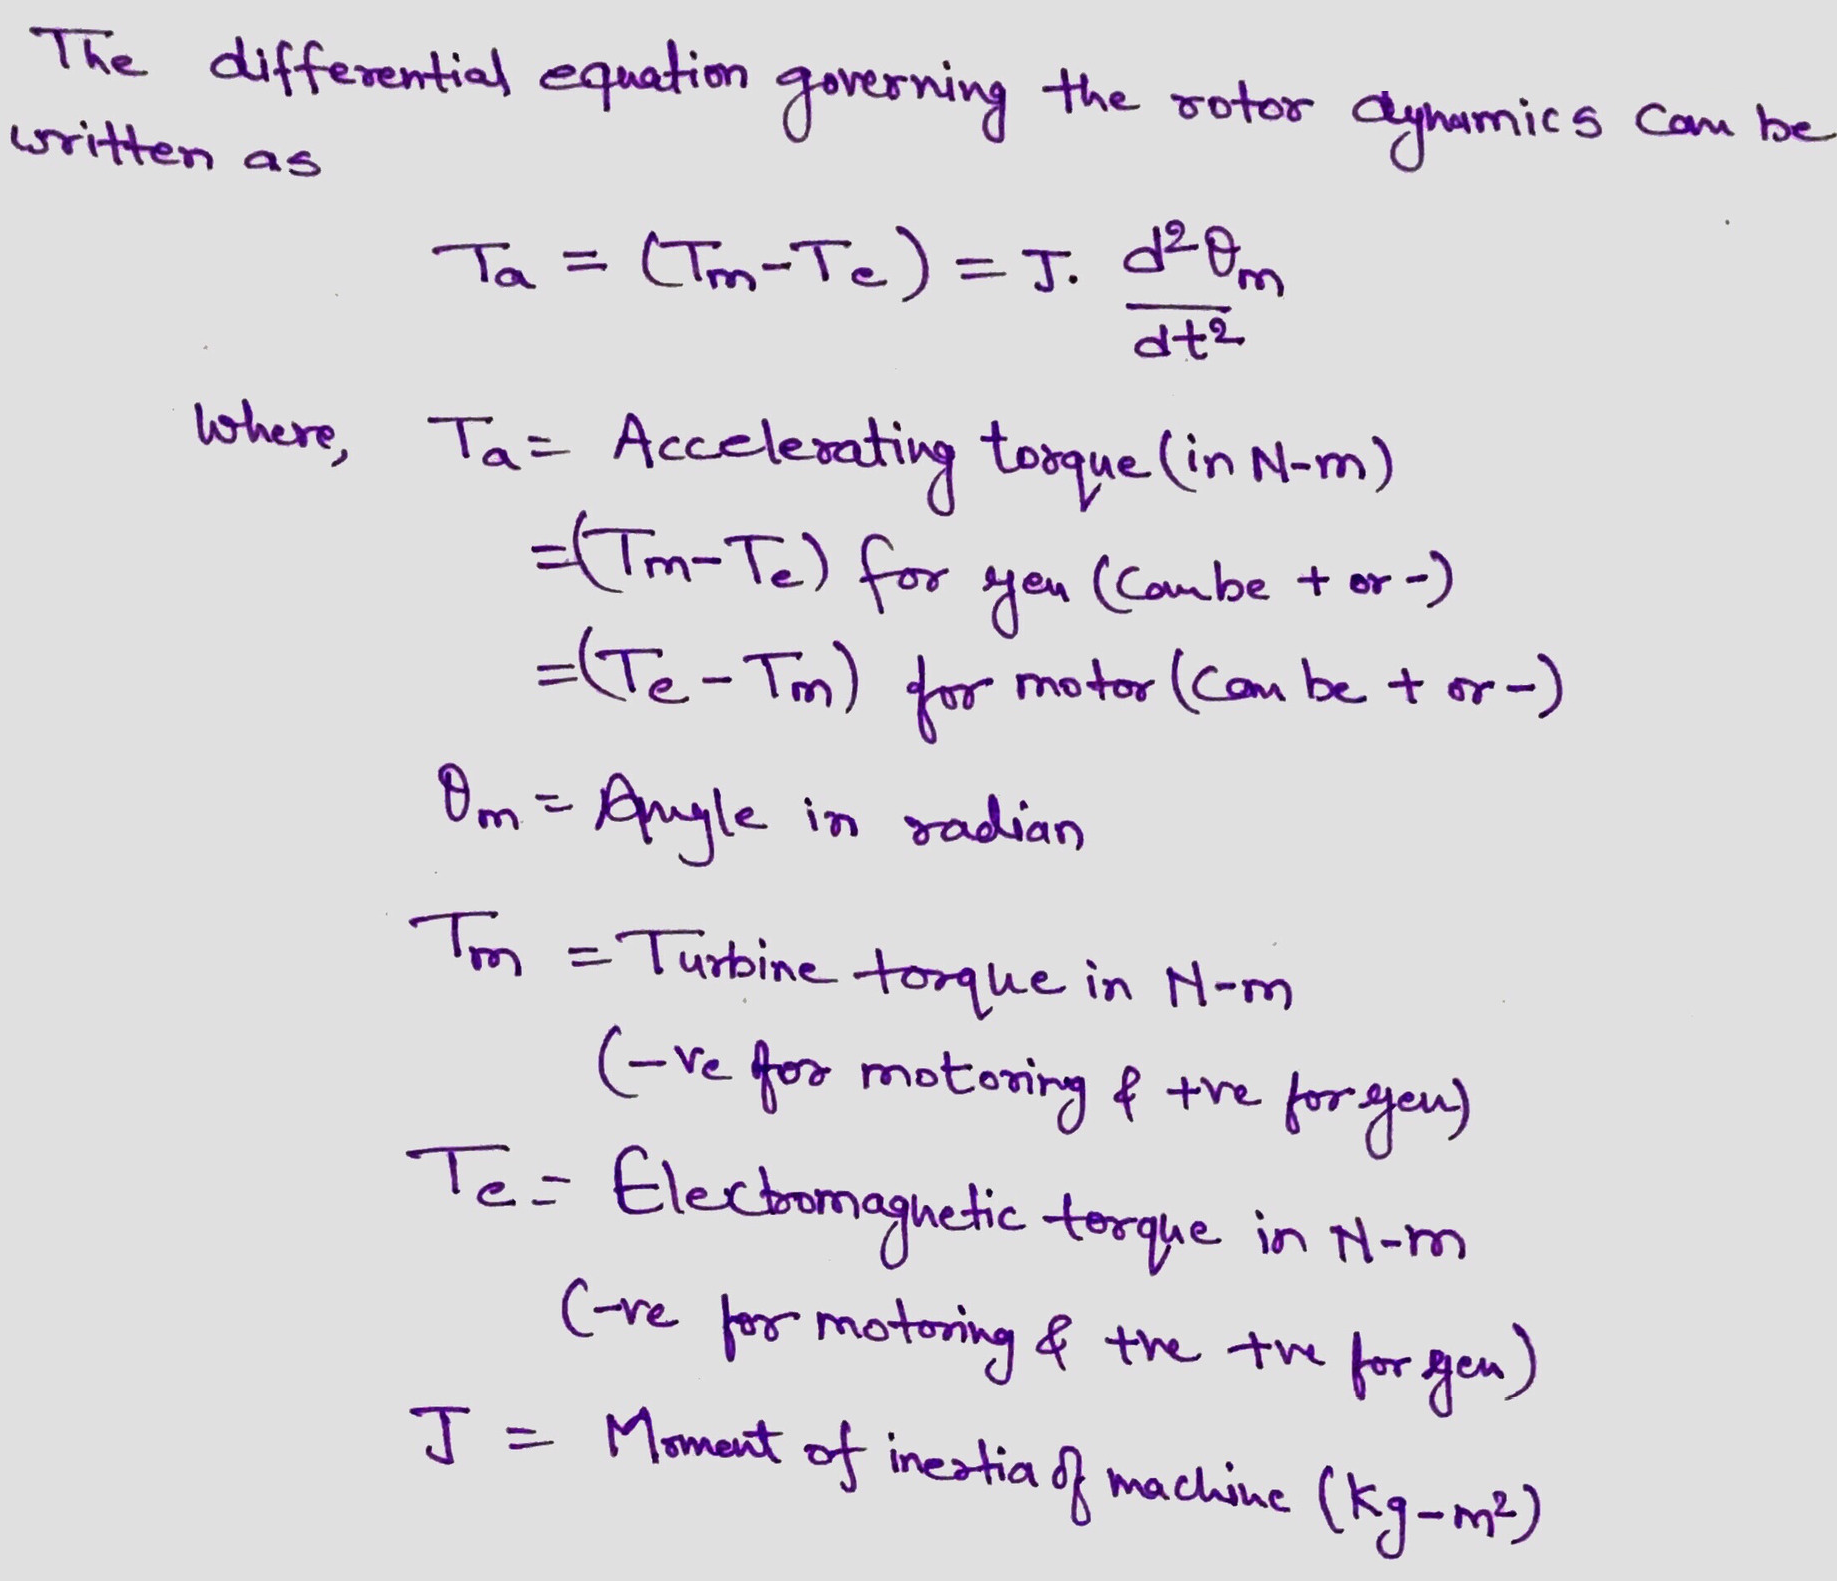 The differential equation governing the rotor dynamics can be
written as
Ta = (Tm-Te) = J. d²θm
dt²
Where, Ta = Accelerating torque (in N-m)
=(Tm-Te) for gen (can be + or -)
=(Te-Tm) for motor (can be + or -)
θm = Angle in radian
Tm = Turbine torque in N-m
(-ve for motoring & +ve for gen)
Te = Electromagnetic torque in N-m
(-ve for motoring & +ve +ve for gen)
J = Moment of inertia of machine (Kg-m²)